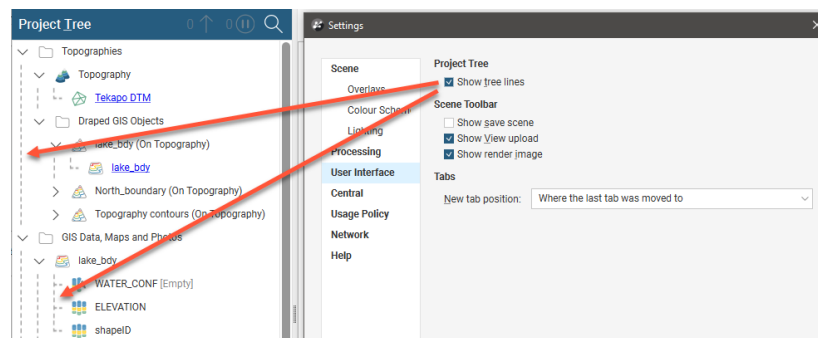 Project Tree 0 0
Topographies
Topography
Tekapo DTM
Draped GIS Objects
lake_bdy (On Topography)
lake_bdy
North_boundary (On Topography)
Topography contours (On Topography)
GIS Data, Maps and Photos
lake_bdy
WATER_CONF [Empty]
ELEVATION
shapeID
Settings
Scene
Overlays
Colour Schem
Lighting
Processing
User Interface
Central
Usage Policy
Network
Help
Project Tree
Show tree lines
Scene Toolbar
Show save scene
Show View upload
Show render image
Tabs
New tab position: Where the last tab was moved to